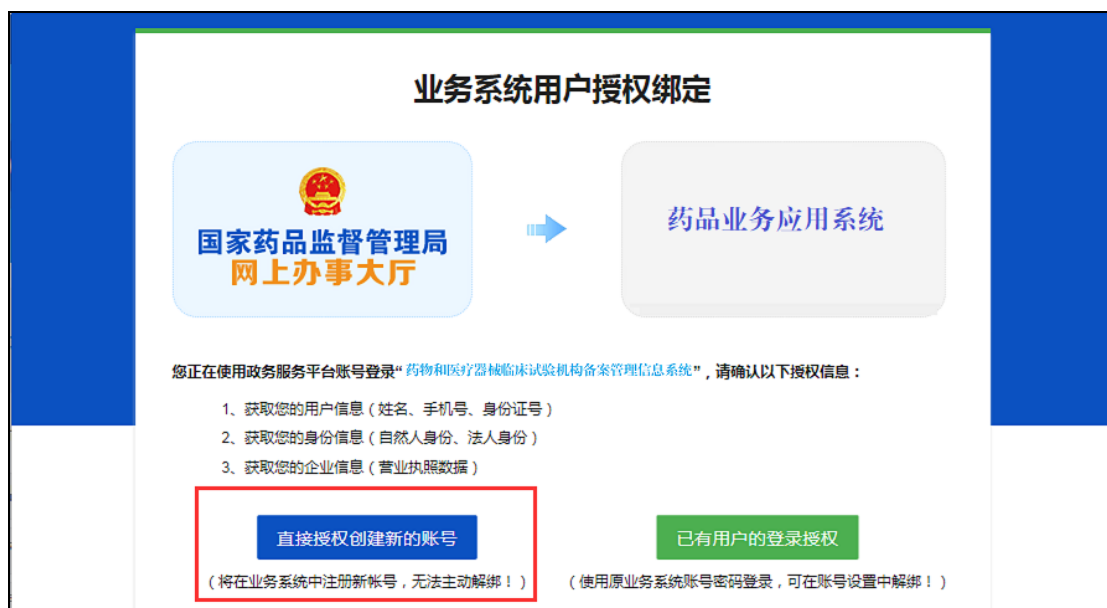 业务系统用户授权绑定
国家药品监督管理局
网上办事大厅
药品业务应用系统
您正在使用政务服务平台账号登录“药物和医疗器械临床试验机构备案管理信息系统”，请确认以下授权信息：
1、获取您的用户信息（姓名、手机号、身份证号）
2、获取您的身份信息（自然人身份、法人身份）
3、获取您的企业信息（营业执照数据）
直接授权创建新的账号
已有用户的登录授权
（将在业务系统中注册新帐号，无法主动解绑！）
（使用原业务系统账号密码登录，可在账号设置中解绑！）